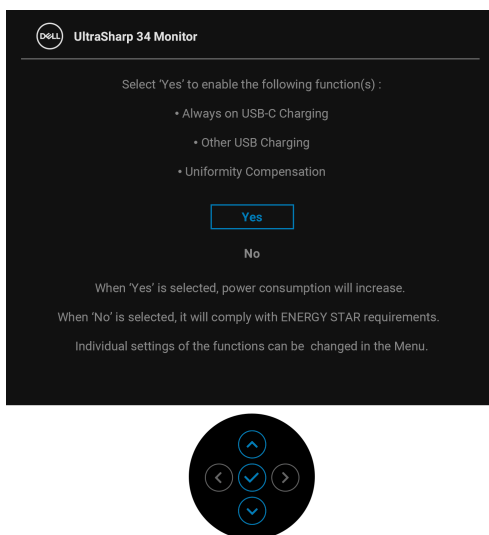 DELL UltraSharp 34 Monitor
Select ‘Yes’ to enable the following function(s) :
• Always on USB-C Charging
• Other USB Charging
• Uniformity Compensation
Yes
No
When ‘Yes’ is selected, power consumption will increase.
When ‘No’ is selected, it will comply with ENERGY STAR requirements.
Individual settings of the functions can be  changed in the Menu.